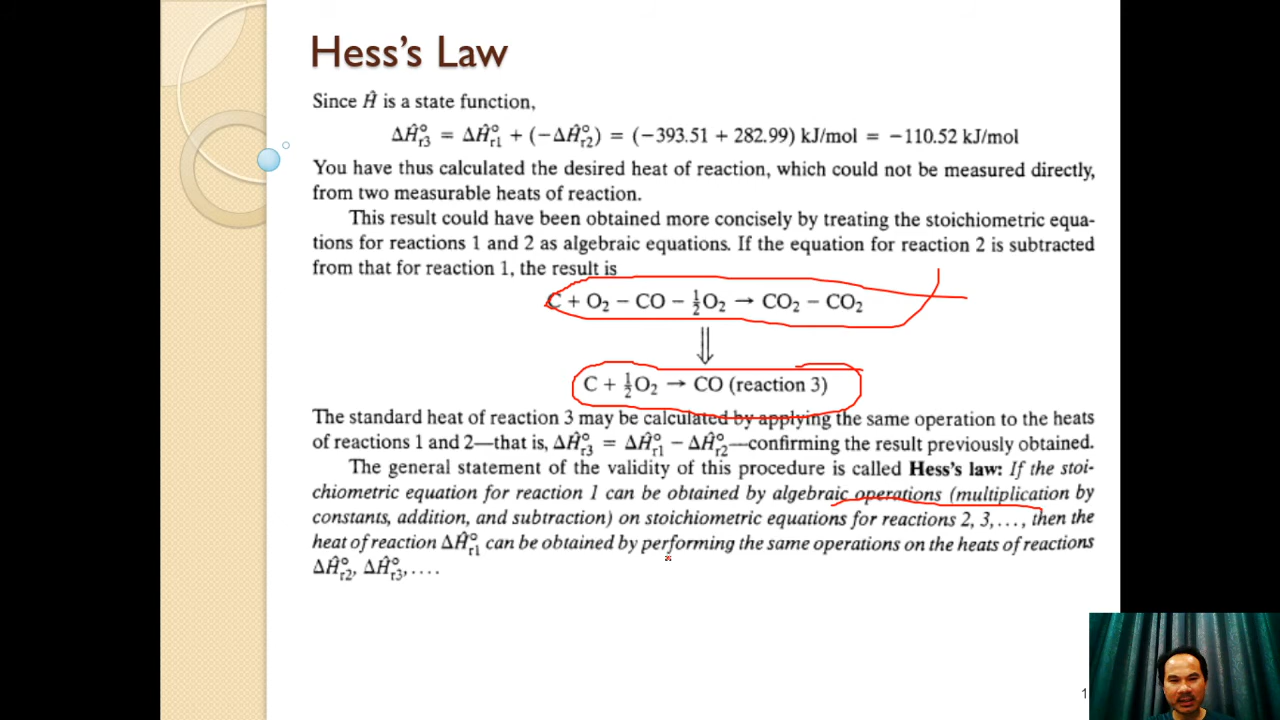 Hess's Law
Since Ĥ is a state function,
ΔĤ°r3 = ΔĤ°r1 + (−ΔĤ°r2) = (−393.51 + 282.99) kJ/mol = −110.52 kJ/mol
You have thus calculated the desired heat of reaction, which could not be measured directly,
from two measurable heats of reaction.
This result could have been obtained more concisely by treating the stoichiometric equa-
tions for reactions 1 and 2 as algebraic equations. If the equation for reaction 2 is subtracted
from that for reaction 1, the result is
C + O₂ − CO − ½O₂ → CO₂ − CO₂
⇓
C + ½O₂ → CO (reaction 3)
The standard heat of reaction 3 may be calculated by applying the same operation to the heats
of reactions 1 and 2—that is, ΔĤ°r3 = ΔĤ°r1 − ΔĤ°r2—confirming the result previously obtained.
The general statement of the validity of this procedure is called Hess's law: If the stoi-
chiometric equation for reaction 1 can be obtained by algebraic operations (multiplication by
constants, addition, and subtraction) on stoichiometric equations for reactions 2, 3,..., then the
heat of reaction ΔĤ°r1 can be obtained by performing the same operations on the heats of reactions
ΔĤ°r2, ΔĤ°r3,....
1